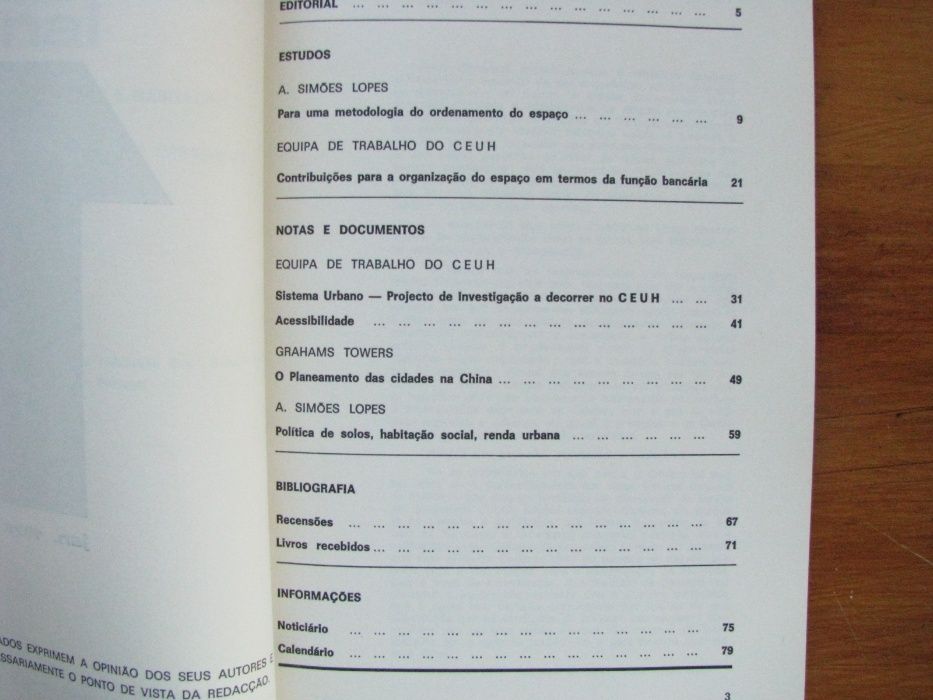 EDITORIAL ... ... ... ... ... ... ... ... ... ... ... ... ... ... 5
ESTUDOS
A. SIMÕES LOPES
Para uma metodologia do ordenamento do espaço ... ... ... ... ... ... 9
EQUIPA DE TRABALHO DO CEUH
Contribuições para a organização do espaço em termos da função bancária 21
NOTAS E DOCUMENTOS
EQUIPA DE TRABALHO DO CEUH
Sistema Urbano — Projecto de Investigação a decorrer no CEUH ... ... 31
Acessibilidade ... ... ... ... ... ... ... ... ... ... ... ... ... ... 41
GRAHAMS TOWERS
O Planeamento das cidades na China ... ... ... ... ... ... ... ... ... 49
A. SIMÕES LOPES
Política de solos, habitação social, renda urbana ... ... ... ... ... ... 59
BIBLIOGRAFIA
Recensões ... ... ... ... ... ... ... ... ... ... ... ... ... ... ... 67
Livros recebidos ... ... ... ... ... ... ... ... ... ... ... ... ... ... 71
INFORMAÇÕES
Noticiário ... ... ... ... ... ... ... ... ... ... ... ... ... ... ... 75
Calendário ... ... ... ... ... ... ... ... ... ... ... ... ... ... ... 79
3
EXPRIMEM A OPINIÃO DOS SEUS AUTORES E
O PONTO DE VISTA DA REDACÇÃO.